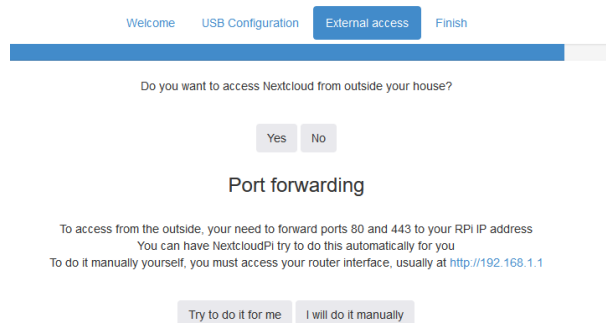 Welcome USB Configuration External access Finish
Do you want to access Nextcloud from outside your house?
Yes No
Port forwarding
To access from the outside, your need to forward ports 80 and 443 to your RPi IP address
You can have NextcloudPi try to do this automatically for you
To do it manually yourself, you must access your router interface, usually at http://192.168.1.1
Try to do it for me I will do it manually